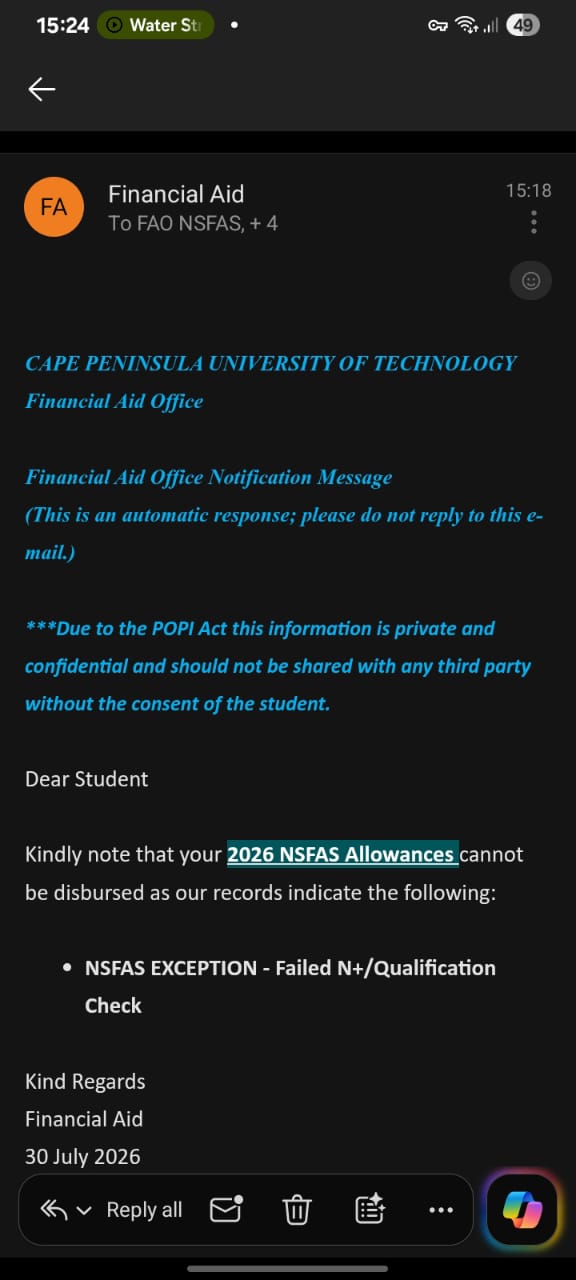 15:24 Water St 49
FA Financial Aid 15:18
To FAO NSFAS, + 4
CAPE PENINSULA UNIVERSITY OF TECHNOLOGY
Financial Aid Office
Financial Aid Office Notification Message
(This is an automatic response; please do not reply to this e-
mail.)
***Due to the POPI Act this information is private and
confidential and should not be shared with any third party
without the consent of the student.
Dear Student
Kindly note that your 2026 NSFAS Allowances cannot
be disbursed as our records indicate the following:
• NSFAS EXCEPTION - Failed N+/Qualification
Check
Kind Regards
Financial Aid
30 July 2026
Reply all